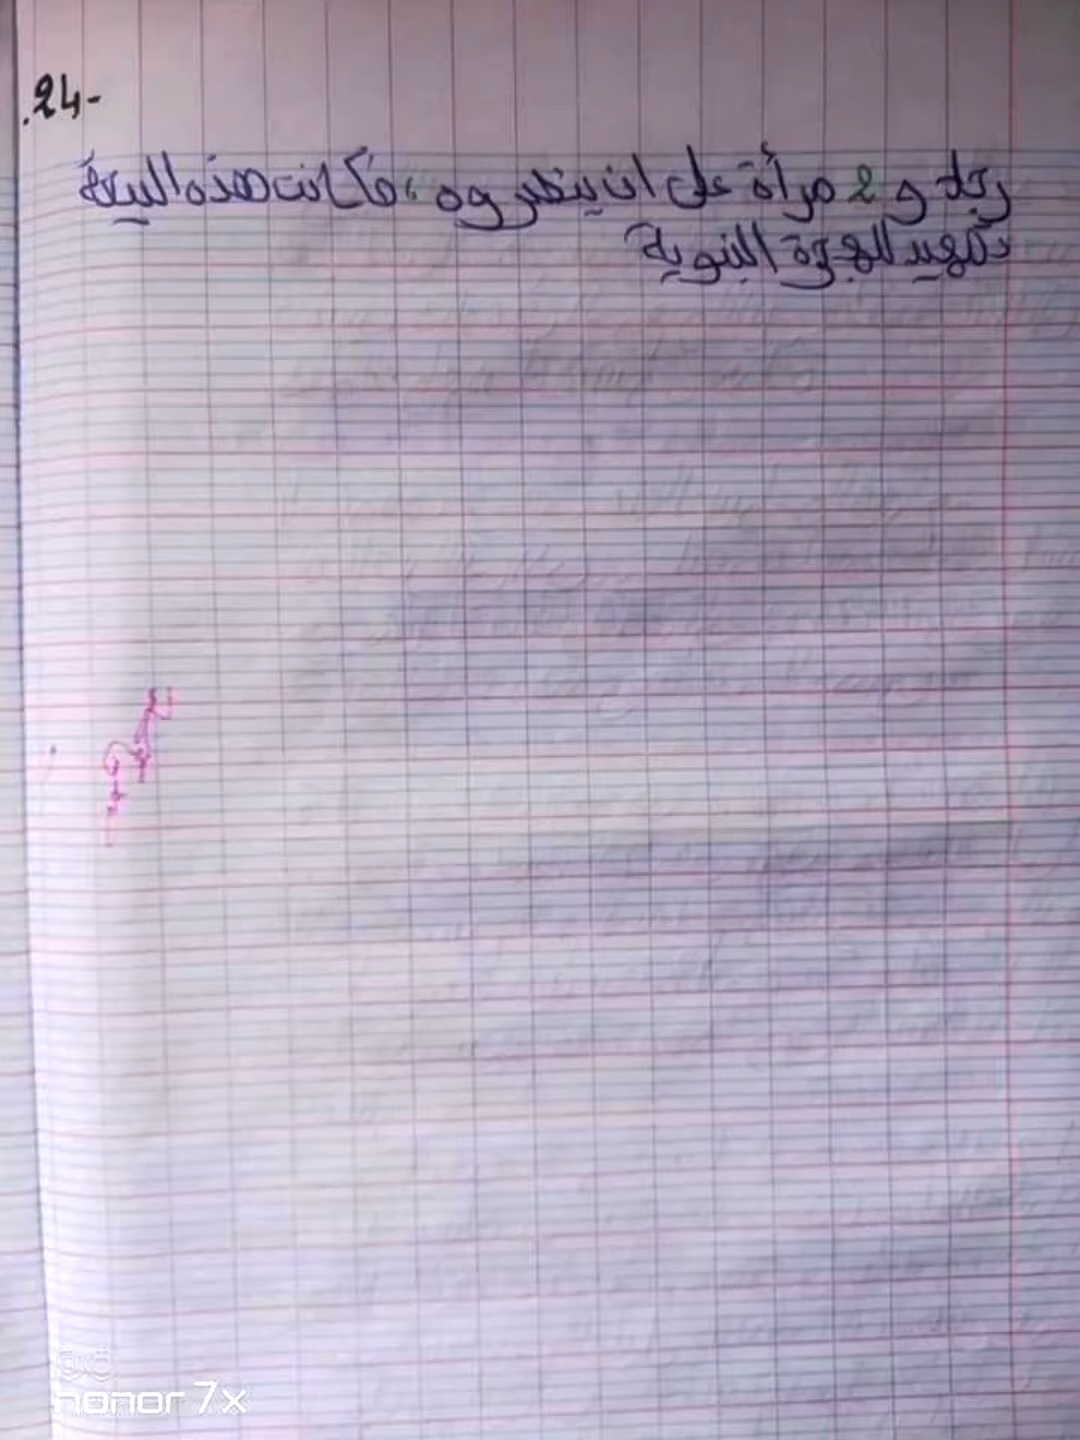 24-
رجل و 2 مرأة على ان ينصروه، فكانت هذه البيعة
تمهيد للهجرة النبوية
honor 7x